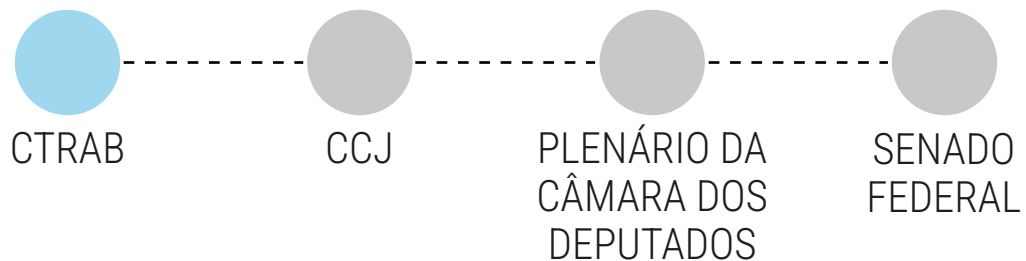 CTRAB
CCJ
PLENÁRIO DA
CÂMARA DOS
DEPUTADOS
SENADO
FEDERAL